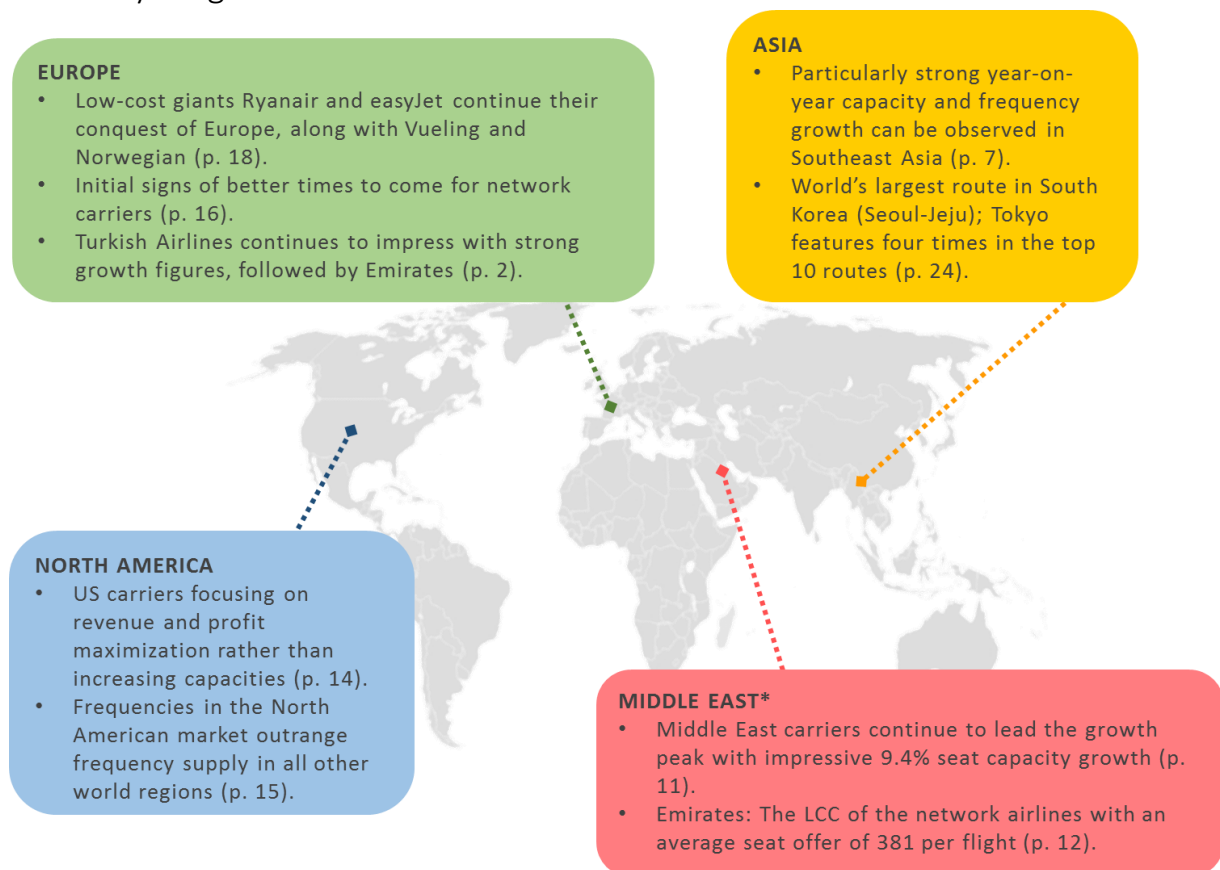 EUROPE
• Low-cost giants Ryanair and easyJet continue their
conquest of Europe, along with Vueling and
Norwegian (p. 18).
• Initial signs of better times to come for network
carriers (p. 16).
• Turkish Airlines continues to impress with strong
growth figures, followed by Emirates (p. 2).
ASIA
• Particularly strong year-on-
year capacity and frequency
growth can be observed in
Southeast Asia (p. 7).
• World’s largest route in South
Korea (Seoul-Jeju); Tokyo
features four times in the top
10 routes (p. 24).
NORTH AMERICA
• US carriers focusing on
revenue and profit
maximization rather than
increasing capacities (p. 14).
• Frequencies in the North
American market outrange
frequency supply in all other
world regions (p. 15).
MIDDLE EAST*
• Middle East carriers continue to lead the growth
peak with impressive 9.4% seat capacity growth (p.
11).
• Emirates: The LCC of the network airlines with an
average seat offer of 381 per flight (p. 12).